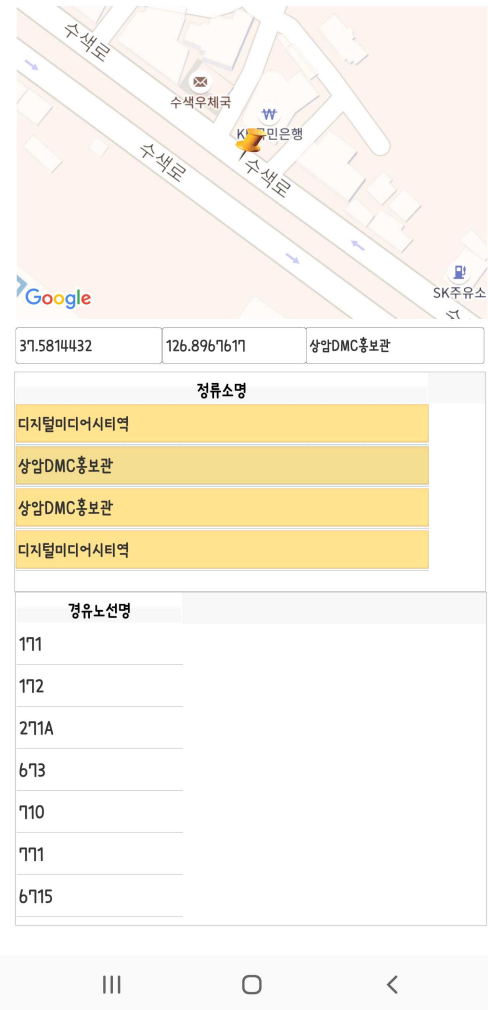 수색로
수색우체국
KB국민은행
수색로
수색로
SK주유소
Google
37.5814432 126.8967617 상암DMC홍보관
정류소명
디지털미디어시티역
상암DMC홍보관
상암DMC홍보관
디지털미디어시티역
경유노선명
171
172
271A
673
710
771
6715